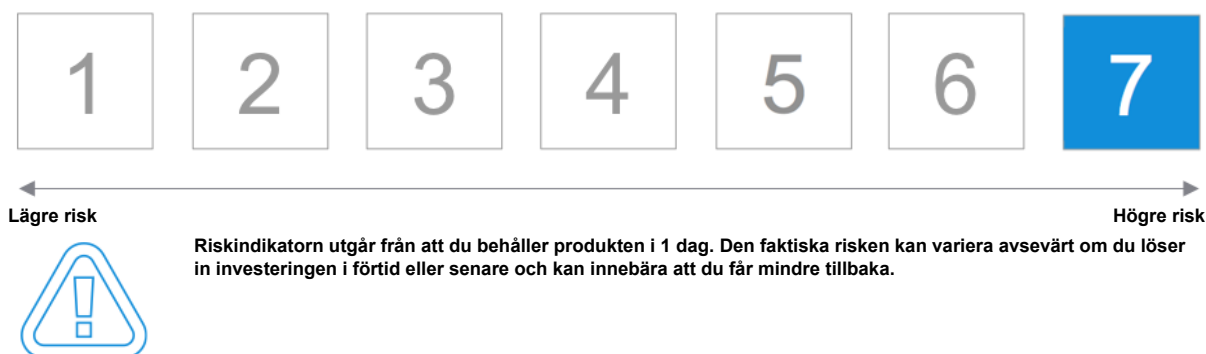 1 2 3 4 5 6 7
Lägre risk Högre risk
Riskindikatorn utgår från att du behåller produkten i 1 dag. Den faktiska risken kan variera avsevärt om du löser
in investeringen i förtid eller senare och kan innebära att du får mindre tillbaka.